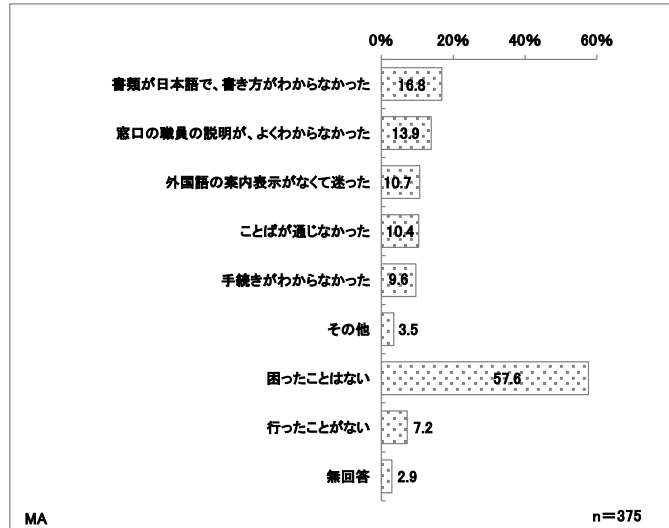 0% 20% 40% 60%
書類が日本語で、書き方がわからなかった 16.8
窓口の職員の説明が、よくわからなかった 13.9
外国語の案内表示がなくて迷った 10.7
ことばが通じなかった 10.4
手続きがわからなかった 9.6
その他 3.5
困ったことはない 57.6
行ったことがない 7.2
無回答 2.9
MA n=375